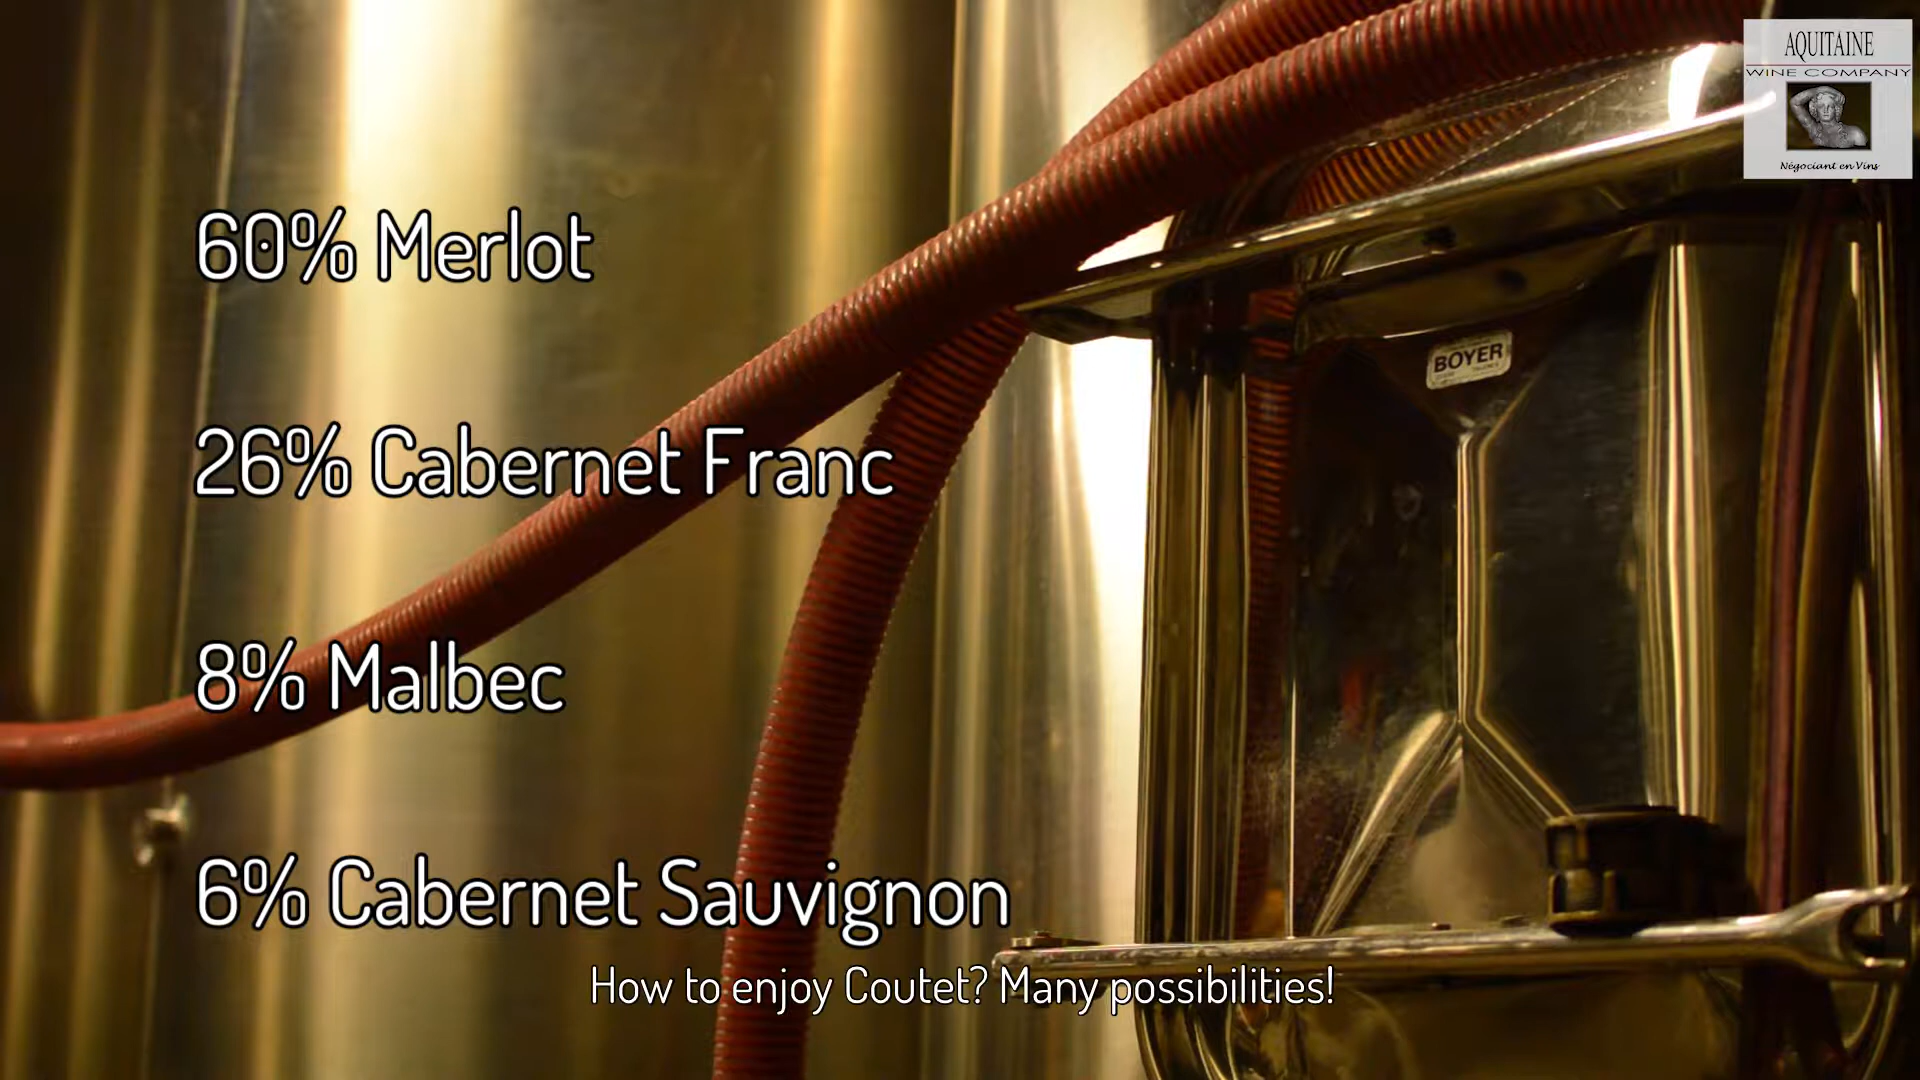 AQUITAINE
WINE COMPANY
Négociant en Vins
60% Merlot
BOYER
26% Cabernet Franc
8% Malbec
6% Cabernet Sauvignon
How to enjoy Coutet? Many possibilities!